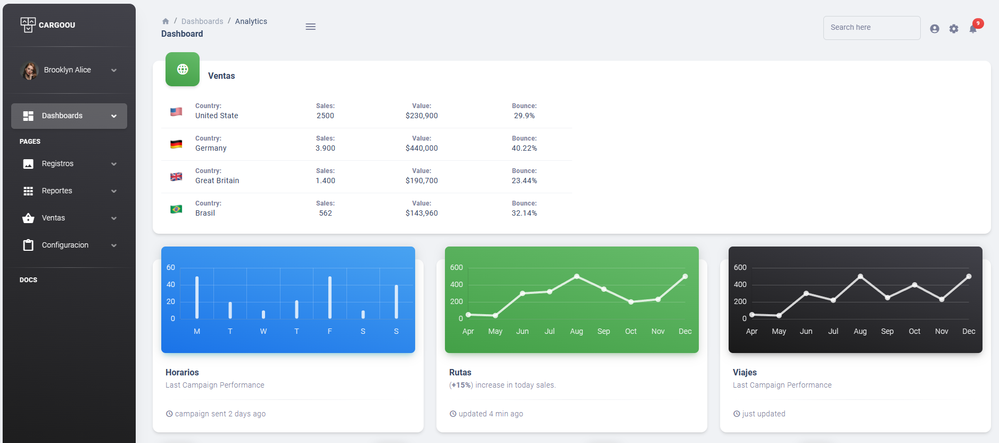 CARGOOU
Brooklyn Alice
Dashboards
PAGES
Registros
Reportes
Ventas
Configuracion
DOCS
/ Dashboards / Analytics
Dashboard
Search here
9
Ventas
Country: Sales: Value: Bounce:
United State 2500 $230,900 29.9%
Country: Sales: Value: Bounce:
Germany 3.900 $440,000 40.22%
Country: Sales: Value: Bounce:
Great Britain 1.400 $190,700 23.44%
Country: Sales: Value: Bounce:
Brasil 562 $143,960 32.14%
60
40
20
0
M T W T F S S
Horarios
Last Campaign Performance
campaign sent 2 days ago
600
400
200
0
Apr May Jun Jul Aug Sep Oct Nov Dec
Rutas
(+15%) increase in today sales.
updated 4 min ago
600
400
200
0
Apr May Jun Jul Aug Sep Oct Nov Dec
Viajes
Last Campaign Performance
just updated